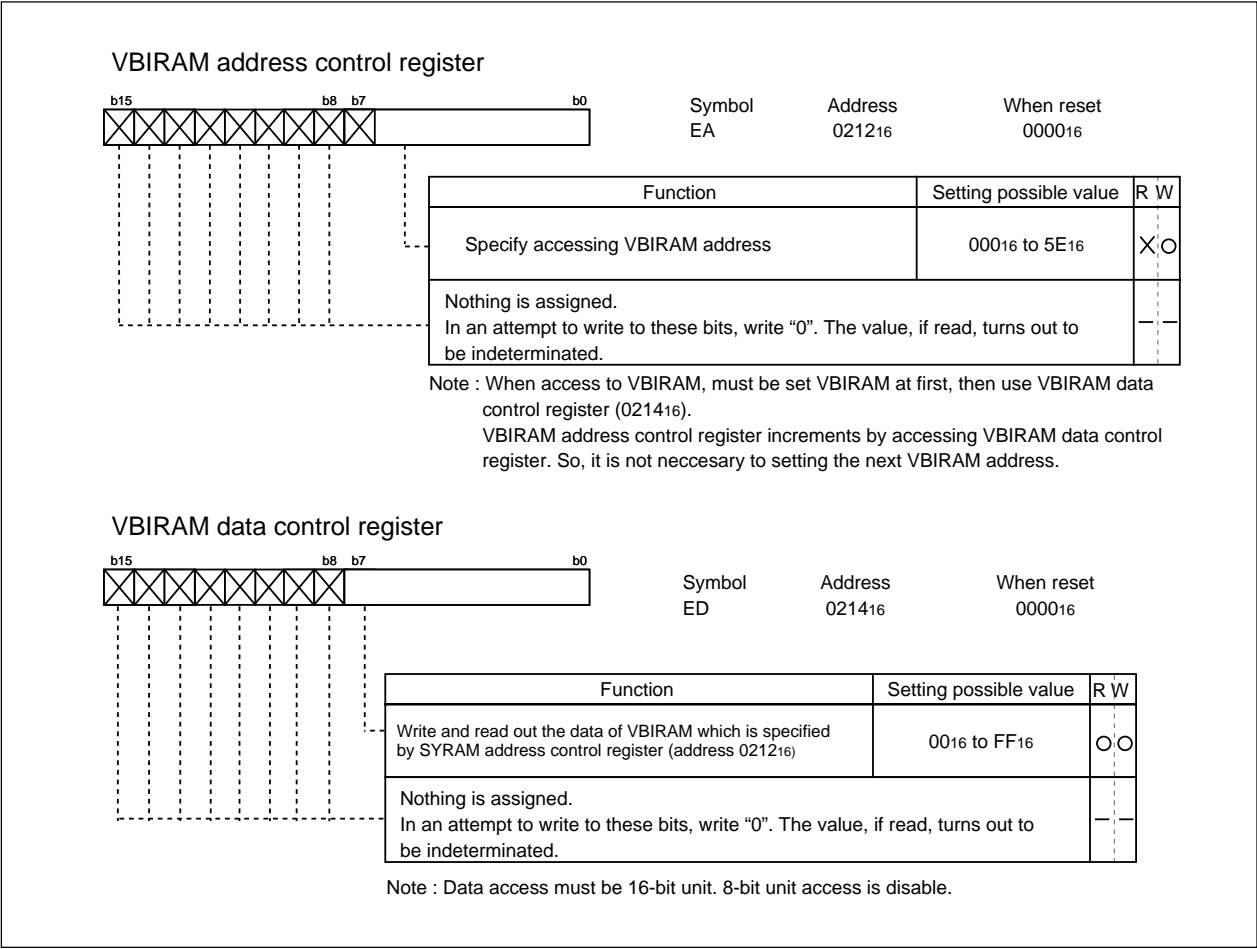 VBIRAM address control register
b15 b8 b7 b0
Symbol Address When reset
EA 021216 000016
Function Setting possible value R W
Specify accessing VBIRAM address 00016 to 5E16 X O
Nothing is assigned.
In an attempt to write to these bits, write “0”. The value, if read, turns out to
be indeterminated.
– –
Note : When access to VBIRAM, must be set VBIRAM at first, then use VBIRAM data
control register (021416).
VBIRAM address control register increments by accessing VBIRAM data control
register. So, it is not neccesary to setting the next VBIRAM address.
VBIRAM data control register
b15 b8 b7 b0
Symbol Address When reset
ED 021416 000016
Function Setting possible value R W
Write and read out the data of VBIRAM which is specified
by SYRAM address control register (address 021216)
0016 to FF16 O O
Nothing is assigned.
In an attempt to write to these bits, write “0”. The value, if read, turns out to
be indeterminated.
– –
Note : Data access must be 16-bit unit. 8-bit unit access is disable.